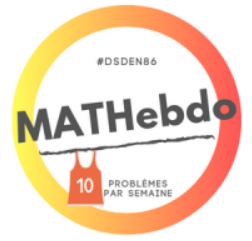 #DSDEN86
MATHebdo
10
PROBLÈMES
PAR SEMAINE